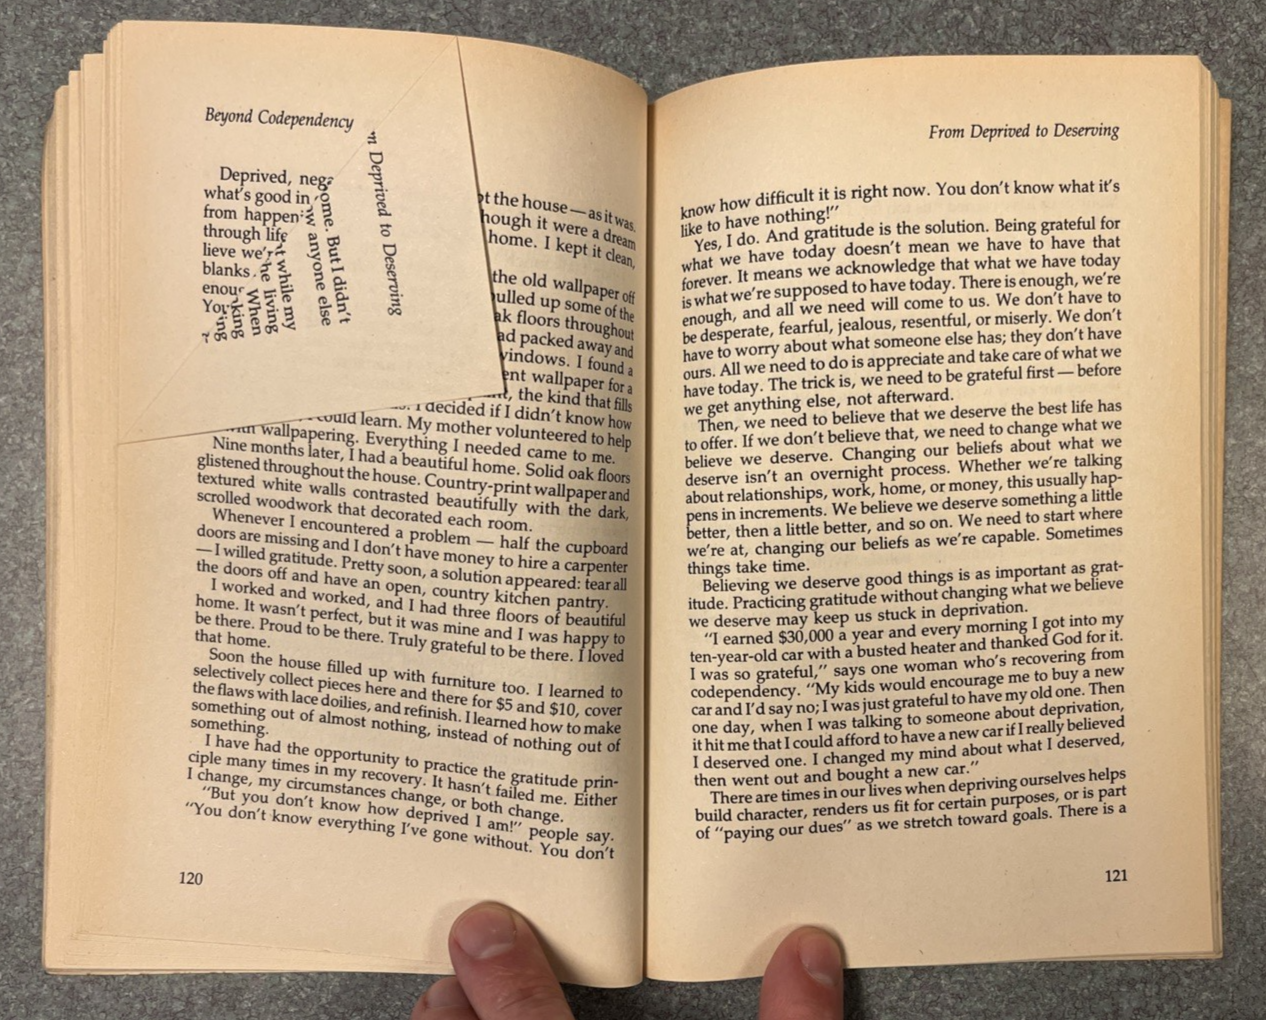 Beyond Codependency
Deprived,
what's good in
from
through life
lieve
blanks
Deprived to Deserving
ome. But I didn't
anyone else
while my
living
When
the house — as it was.
though it were a dream
home. I kept it clean,
the old wallpaper off
pulled up some of the
floors throughout
packed away and
windows. I found a
wallpaper for a
the kind that fills
I decided if I didn't know how
could learn. My mother volunteered to help
with wallpapering. Everything I needed came to me.
Nine months later, I had a beautiful home. Solid oak floors
glistened throughout the house. Country-print wallpaper and
textured white walls contrasted beautifully with the dark,
scrolled woodwork that decorated each room.
Whenever I encountered a problem — half the cupboard
doors are missing and I don't have money to hire a carpenter
— I willed gratitude. Pretty soon, a solution appeared: tear all
the doors off and have an open, country kitchen pantry.
I worked and worked, and I had three floors of beautiful
home. It wasn't perfect, but it was mine and I was happy to
be there. Proud to be there. Truly grateful to be there. I loved
that home.
Soon the house filled up with furniture too. I learned to
selectively collect pieces here and there for $5 and $10, cover
the flaws with lace doilies, and refinish. I learned how to make
something out of almost nothing, instead of nothing out of
something.
I have had the opportunity to practice the gratitude prin-
ciple many times in my recovery. It hasn't failed me. Either
I change, my circumstances change, or both change.
"But you don't know how deprived I am!" people say.
"You don't know everything I've gone without. You don't
120
From Deprived to Deserving
know how difficult it is right now. You don't know what it's
like to have nothing!"
Yes, I do. And gratitude is the solution. Being grateful for
what we have today doesn't mean we have to have that
forever. It means we acknowledge that what we have today
is what we're supposed to have today. There is enough, we're
enough, and all we need will come to us. We don't have to
be desperate, fearful, jealous, resentful, or miserly. We don't
have to worry about what someone else has; they don't have
ours. All we need to do is appreciate and take care of what we
have today. The trick is, we need to be grateful first — before
we get anything else, not afterward.
Then, we need to believe that we deserve the best life has
to offer. If we don't believe that, we need to change what we
believe we deserve. Changing our beliefs about what we
deserve isn't an overnight process. Whether we're talking
about relationships, work, home, or money, this usually hap-
pens in increments. We believe we deserve something a little
better, then a little better, and so on. We need to start where
we're at, changing our beliefs as we're capable. Sometimes
things take time.
Believing we deserve good things is as important as grat-
itude. Practicing gratitude without changing what we believe
we deserve may keep us stuck in deprivation.
"I earned $30,000 a year and every morning I got into my
ten-year-old car with a busted heater and thanked God for it.
I was so grateful," says one woman who's recovering from
codependency. "My kids would encourage me to buy a new
car and I'd say no; I was just grateful to have my old one. Then
one day, when I was talking to someone about deprivation,
it hit me that I could afford to have a new car if I really believed
I deserved one. I changed my mind about what I deserved,
then went out and bought a new car."
There are times in our lives when depriving ourselves helps
build character, renders us fit for certain purposes, or is part
of "paying our dues" as we stretch toward goals. There is a
121